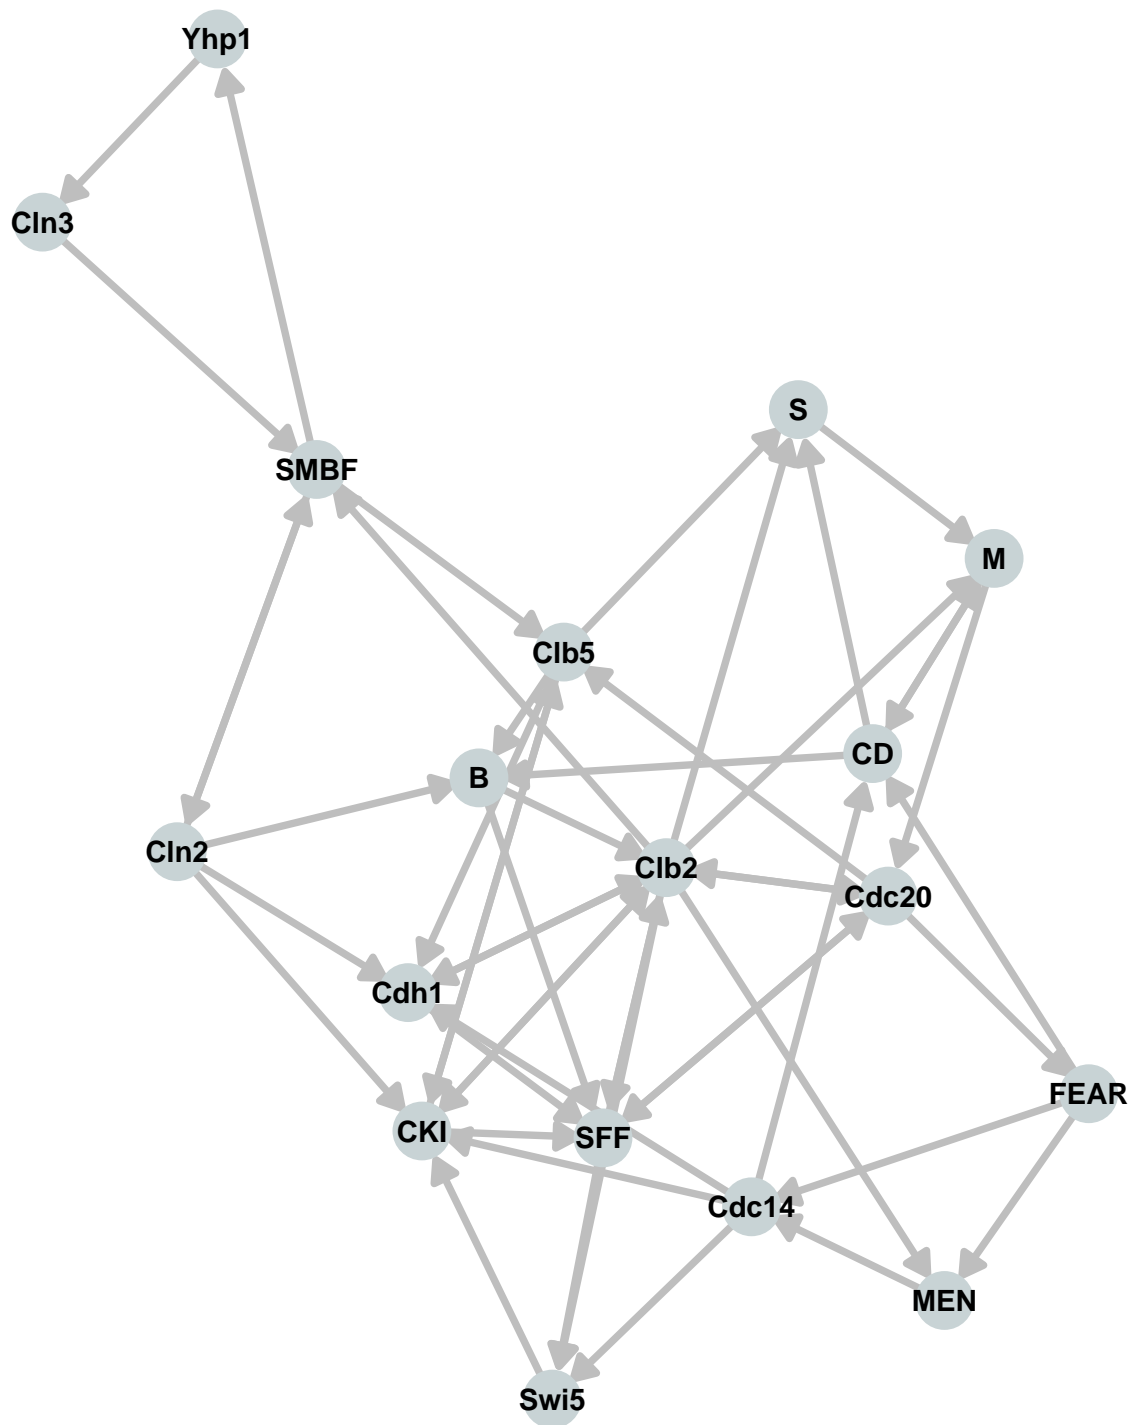 Yhp1
Cln3
S
SMBF
M
Clb5
CD
B
Cln2
Clb2
Cdc20
Cdh1
FEAR
CKI
SFF
Cdc14
MEN
Swi5